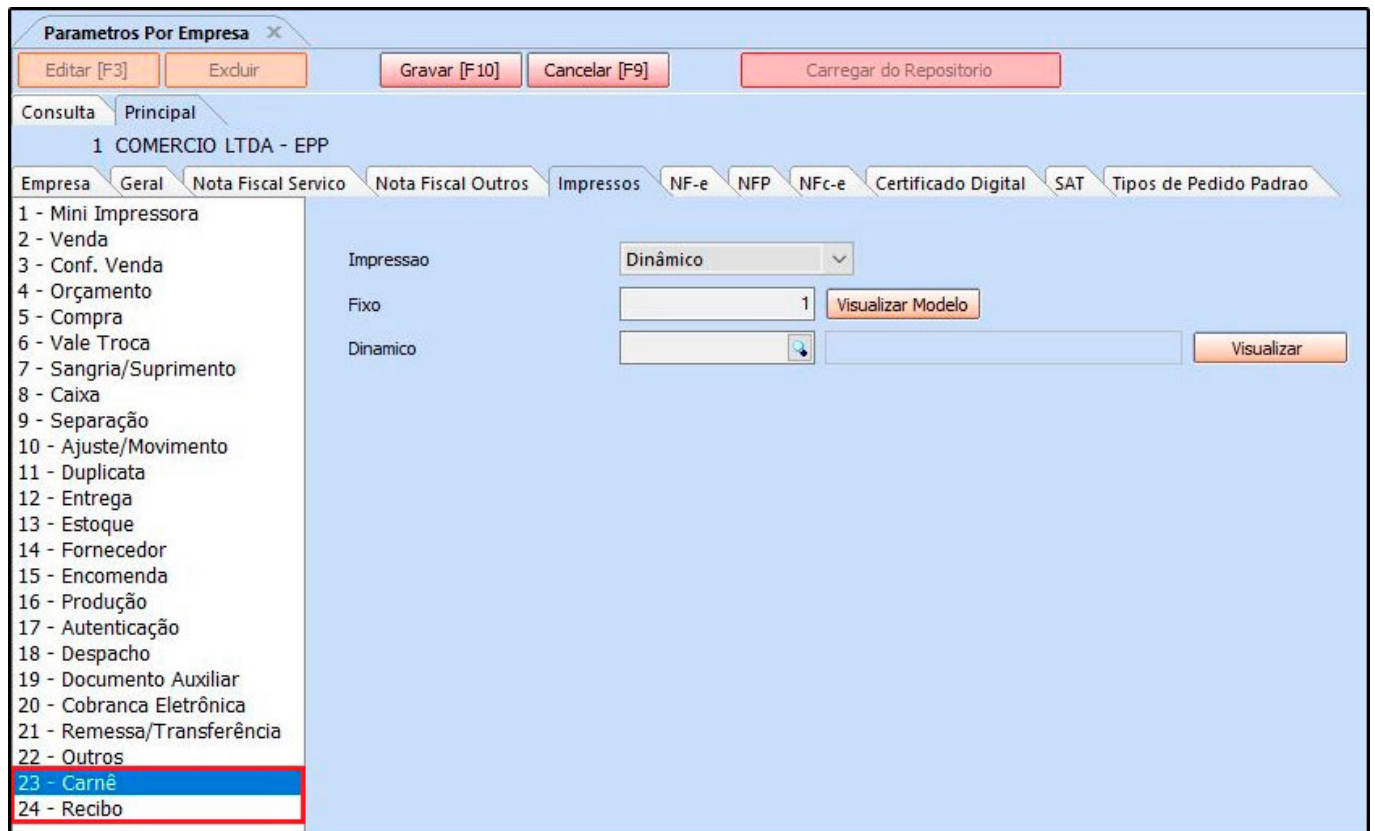 Parametros Por Empresa
Editar [F3] Excluir Gravar [F10] Cancelar [F9] Carregar do Repositorio
Consulta Principal
1 COMERCIO LTDA - EPP
Empresa Geral Nota Fiscal Servico Nota Fiscal Outros Impressos NF-e NFP NFc-e Certificado Digital SAT Tipos de Pedido Padrao
1 - Mini Impressora
2 - Venda
3 - Conf. Venda
4 - Orçamento
5 - Compra
6 - Vale Troca
7 - Sangria/Suprimento
8 - Caixa
9 - Separação
10 - Ajuste/Movimento
11 - Duplicata
12 - Entrega
13 - Estoque
14 - Fornecedor
15 - Encomenda
16 - Produção
17 - Autenticação
18 - Despacho
19 - Documento Auxiliar
20 - Cobranca Eletrônica
21 - Remessa/Transferência
22 - Outros
23 - Carnê
24 - Recibo
Impressao Dinâmico
Fixo 1 Visualizar Modelo
Dinamico Visualizar